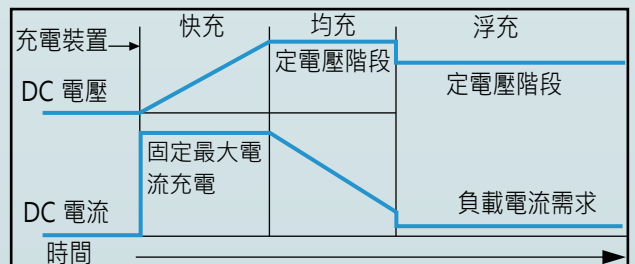 快充 均充 浮充
充電裝置
定電壓階段
定電壓階段
DC 電壓
固定最大電
流充電
負載電流需求
DC 電流
時間